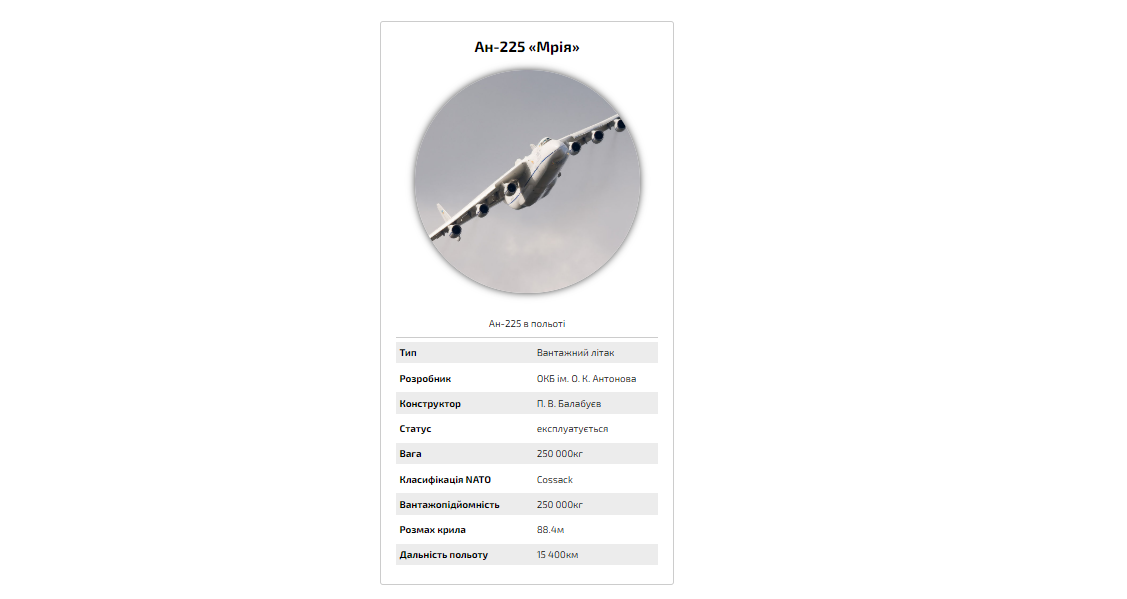 Ан-225 «Мрія»
Ан-225 в польоті
Тип Вантажний літак
Розробник ОКБ ім. О. К. Антонова
Конструктор П. В. Балабуєв
Статус експлуатується
Вага 250 000кг
Класифікація NATO Cossack
Вантажопідйомність 250 000кг
Розмах крила 88.4м
Дальність польоту 15 400км